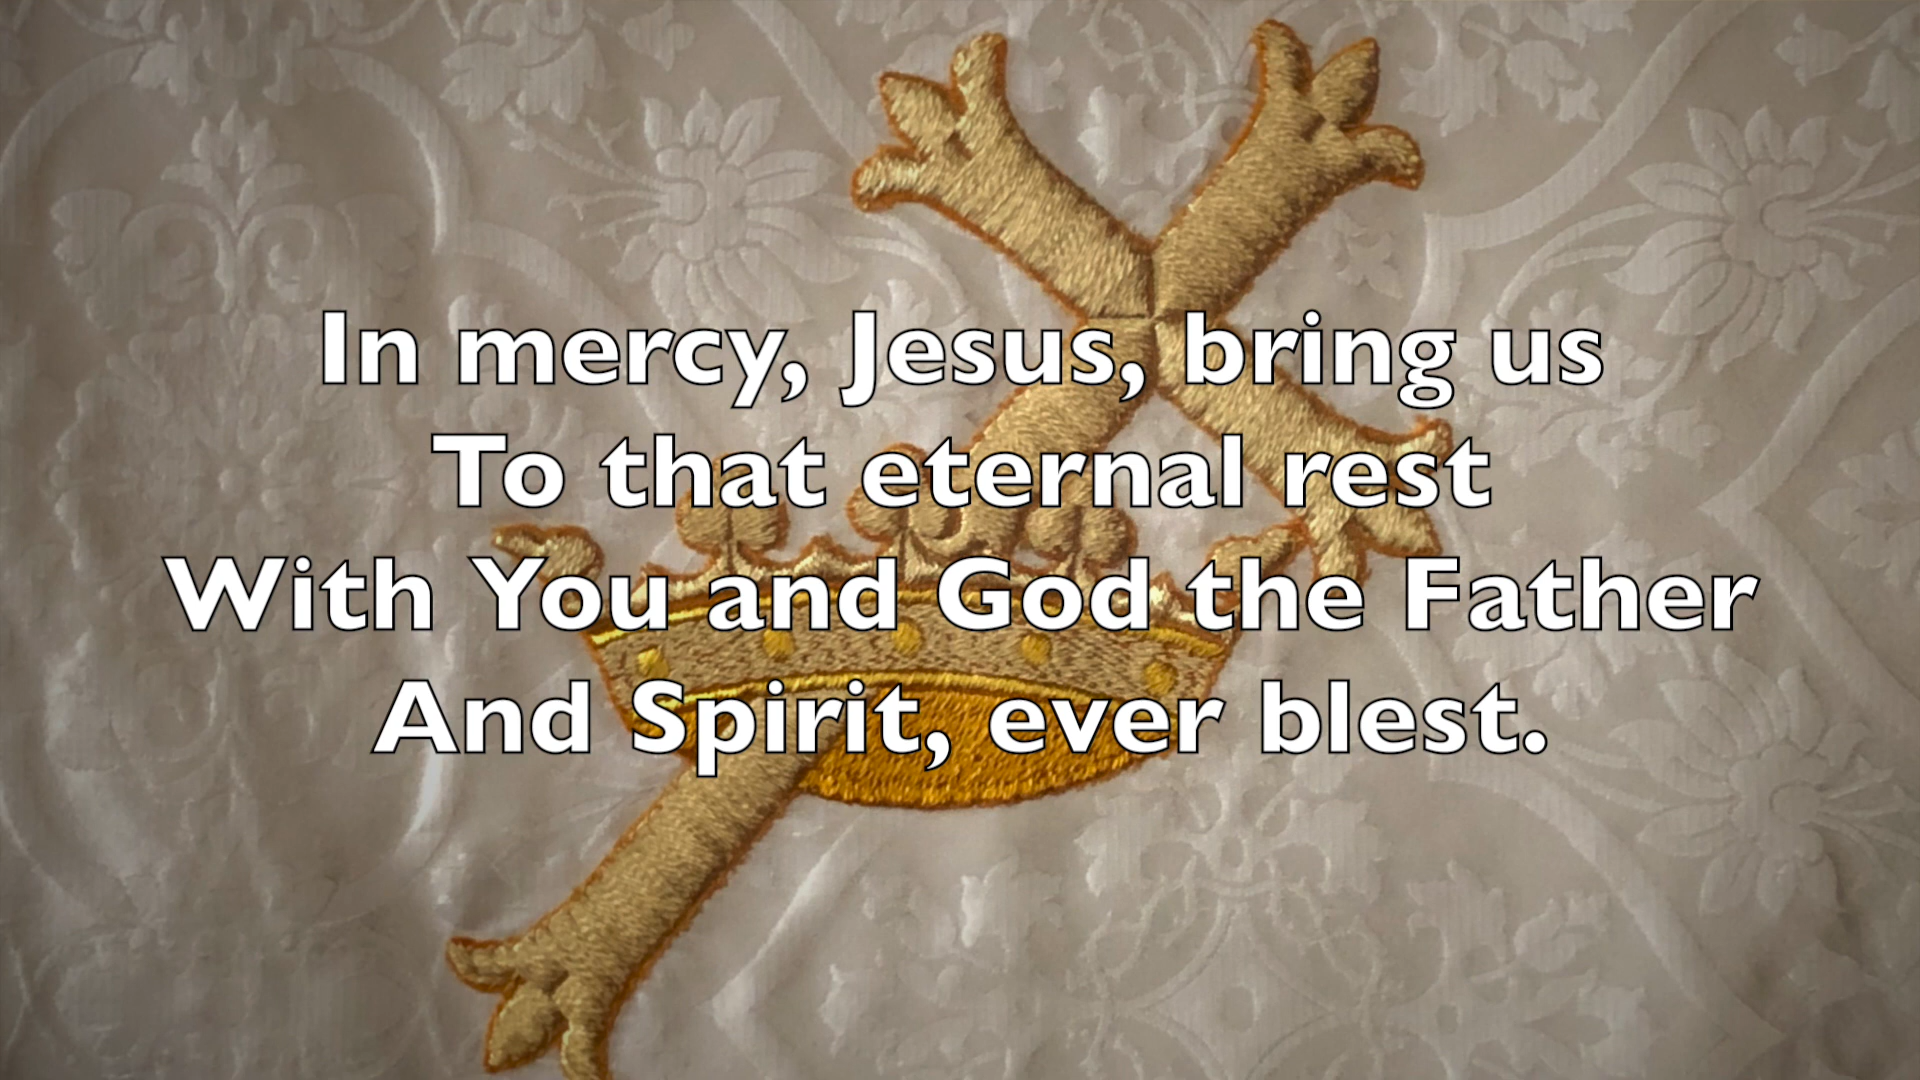 In mercy, Jesus, bring us
To that eternal rest
With You and God the Father
And Spirit, ever blest.